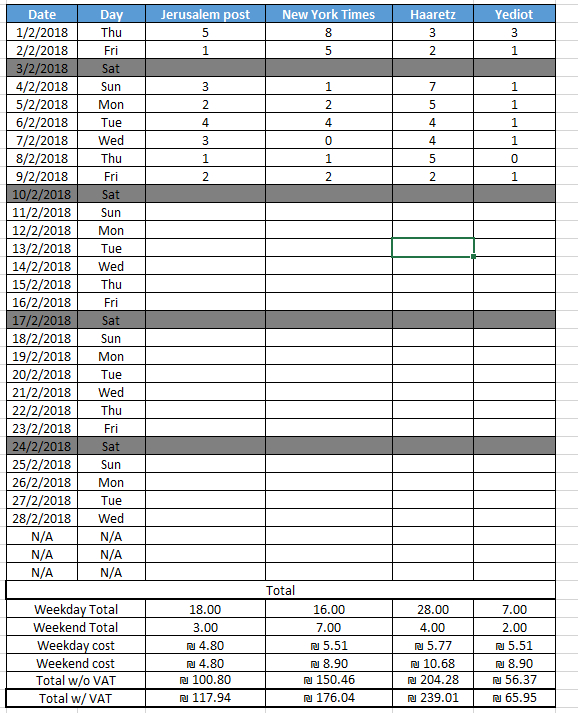 Date Day Jerusalem post New York Times Haaretz Yediot
1/2/2018 Thu 5 8 3 3
2/2/2018 Fri 1 5 2 1
3/2/2018 Sat
4/2/2018 Sun 3 1 7 1
5/2/2018 Mon 2 2 5 1
6/2/2018 Tue 4 4 4 1
7/2/2018 Wed 3 0 4 1
8/2/2018 Thu 1 1 5 0
9/2/2018 Fri 2 2 2 1
10/2/2018 Sat
11/2/2018 Sun
12/2/2018 Mon
13/2/2018 Tue
14/2/2018 Wed
15/2/2018 Thu
16/2/2018 Fri
17/2/2018 Sat
18/2/2018 Sun
19/2/2018 Mon
20/2/2018 Tue
21/2/2018 Wed
22/2/2018 Thu
23/2/2018 Fri
24/2/2018 Sat
25/2/2018 Sun
26/2/2018 Mon
27/2/2018 Tue
28/2/2018 Wed
N/A N/A
N/A N/A
N/A N/A
Total
Weekday Total 18.00 16.00 28.00 7.00
Weekend Total 3.00 7.00 4.00 2.00
Weekday cost ₪ 4.80 ₪ 5.51 ₪ 5.77 ₪ 5.51
Weekend cost ₪ 4.80 ₪ 8.90 ₪ 10.68 ₪ 8.90
Total w/o VAT ₪ 100.80 ₪ 150.46 ₪ 204.28 ₪ 56.37
Total w/ VAT ₪ 117.94 ₪ 176.04 ₪ 239.01 ₪ 65.95